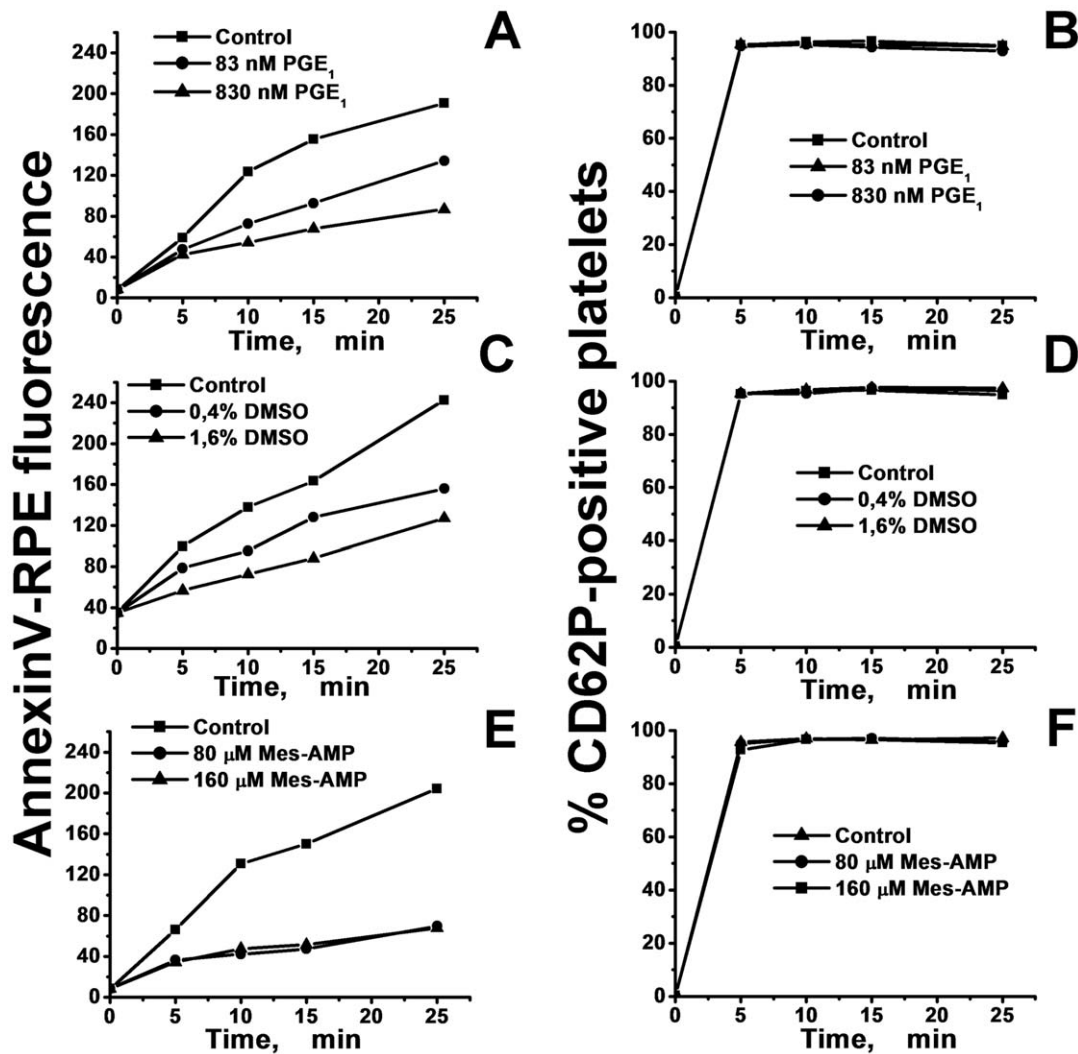 AnnexinV-RPE fluorescence
A
Control
83 nM PGE₁
830 nM PGE₁
260
240
200
160
120
80
40
0
0 5 10 15 20 25
Time, min
% CD62P-positive platelets
B
Control
83 nM PGE₁
830 nM PGE₁
100
80
60
40
20
0
0 5 10 15 20 25
Time, min
C
Control
0,4% DMSO
1,6% DMSO
240
200
160
120
80
40
0
0 5 10 15 20 25
Time, min
D
Control
0,4% DMSO
1,6% DMSO
100
80
60
40
20
0
0 5 10 15 20 25
Time, min
E
Control
80 μM Mes-AMP
160 μM Mes-AMP
240
200
160
120
80
40
0
0 5 10 15 20 25
Time, min
F
Control
80 μM Mes-AMP
160 μM Mes-AMP
100
80
60
40
20
0
0 5 10 15 20 25
Time, min